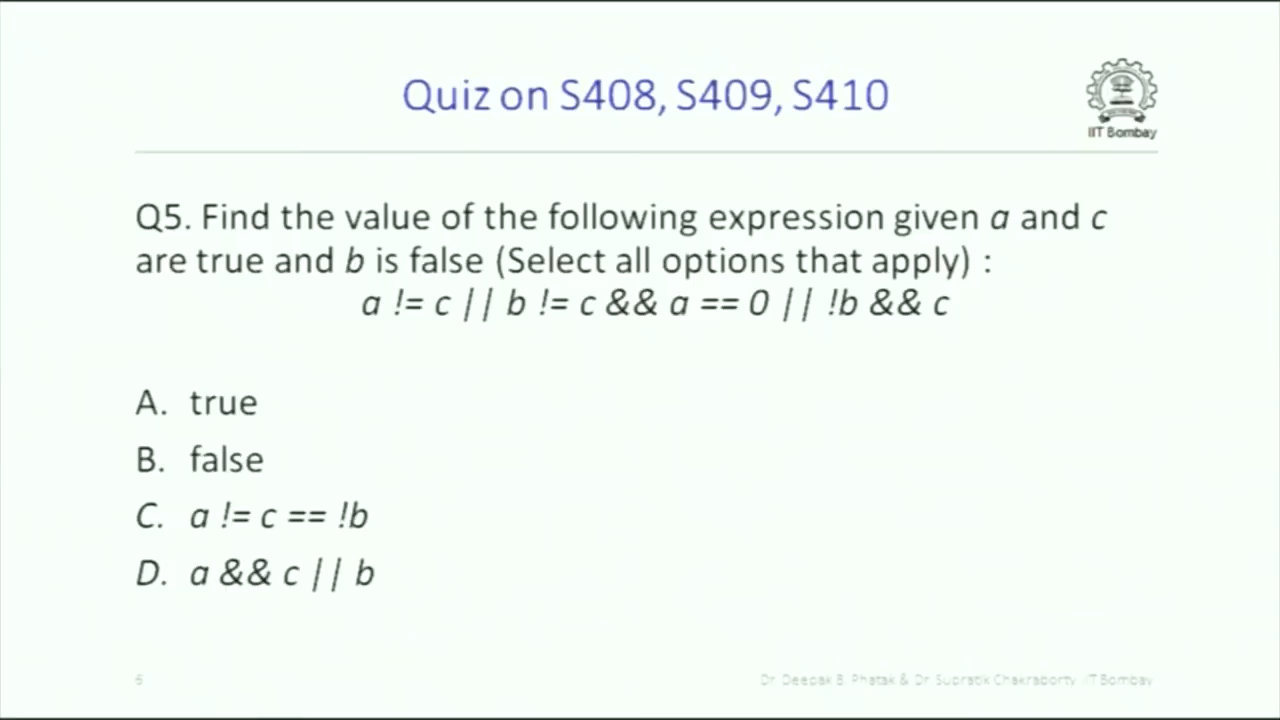 Quiz on S408, S409, S410
IIT Bombay
Q5. Find the value of the following expression given a and c
are true and b is false (Select all options that apply) :
a != c || b != c && a == 0 || !b && c
A. true
B. false
C. a != c == !b
D. a && c || b
6
Dr. Deepak B. Phatak & Dr. Supratik Chakraborty, IIT Bombay